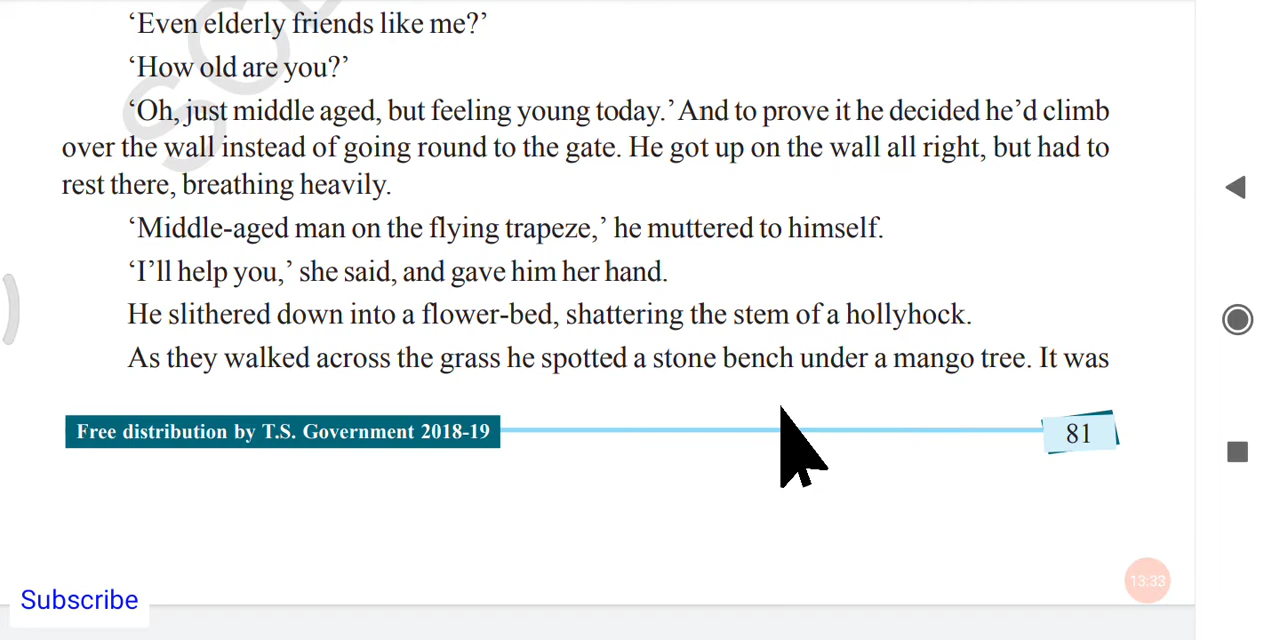 ‘Even elderly friends like me?’
‘How old are you?’
‘Oh, just middle aged, but feeling young today.’ And to prove it he decided he’d climb
over the wall instead of going round to the gate. He got up on the wall all right, but had to
rest there, breathing heavily.
‘Middle-aged man on the flying trapeze,’ he muttered to himself.
‘I’ll help you,’ she said, and gave him her hand.
He slithered down into a flower-bed, shattering the stem of a hollyhock.
As they walked across the grass he spotted a stone bench under a mango tree. It was
Free distribution by T.S. Government 2018-19
81
13:33
Subscribe